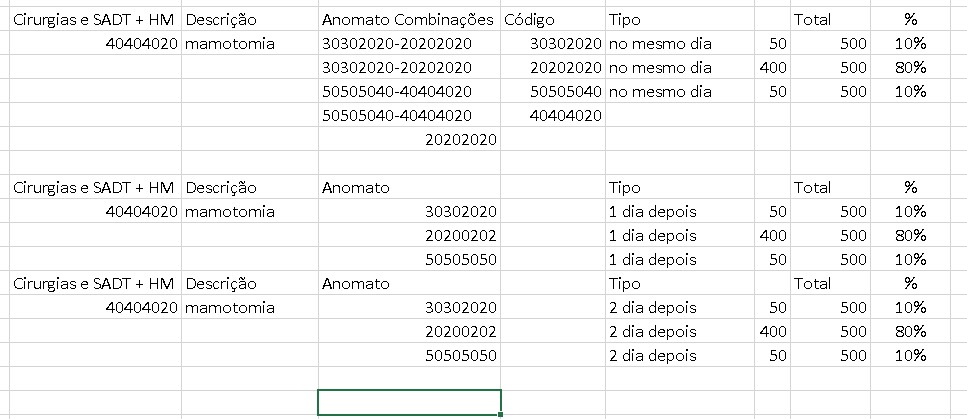 Cirurgias e SADT + HM Descrição Anomato Combinações Código Tipo Total %
40404020 mamotomia 30302020-20202020 30302020 no mesmo dia 50 500 10%
30302020-20202020 20202020 no mesmo dia 400 500 80%
50505040-40404020 50505040 no mesmo dia 50 500 10%
50505040-40404020 40404020
20202020
Cirurgias e SADT + HM Descrição Anomato Tipo Total %
40404020 mamotomia 30302020 1 dia depois 50 500 10%
20200202 1 dia depois 400 500 80%
50505050 1 dia depois 50 500 10%
Cirurgias e SADT + HM Descrição Anomato Tipo Total %
40404020 mamotomia 30302020 2 dia depois 50 500 10%
20200202 2 dia depois 400 500 80%
50505050 2 dia depois 50 500 10%